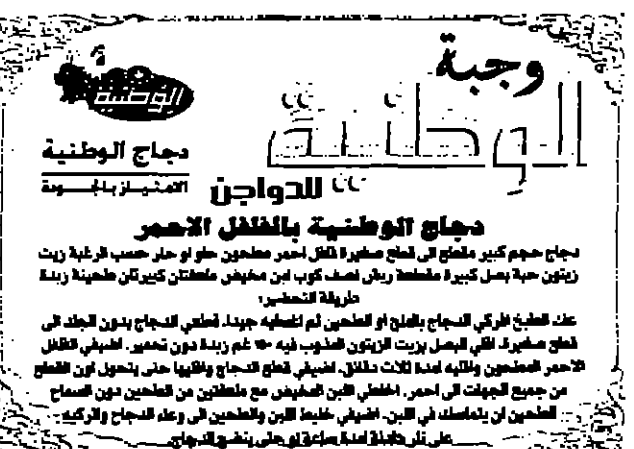 وجبة
الوطنية
للدواجن
الوطنية
دجاج الوطنية
الامتياز بالجودة
دجاج الوطنية بالفلفل الاحمر
دجاج حجم كبير مقطع الى قطع صغيرة فلفل احمر مطحون حلو او حار حسب الرغبة زيت
زيتون حبة بصل كبيرة مقطعة ريش نصف كوب لبن مخيض ملعقتان كبيرتان طحينة زبدة
طريقة التحضير:
عند الطبخ افركي الدجاج بالملح او الطحين ثم اغسليه جيدا. قطعي الدجاج بدون الجلد الى
قطع صغيرة. اقلي البصل بزيت الزيتون المذوب فيه غم زبدة دون تحمير. اضيفي الفلفل
الاحمر المطحون واقليه لمدة ثلاث دقائق. اضيفي قطع الدجاج واقليها حتى يتحول لون القطع
من جميع الجهات الى احمر. اخلطي اللبن المخيض مع ملعقتين من الطحين دون السماح
للطحين ان يتماسك في اللبن. اضيفي خليط اللبن والطحين الى وعاء الدجاج واتركيه
على نار هادئة لمدة ساعة او حتى ينضج الدجاج.